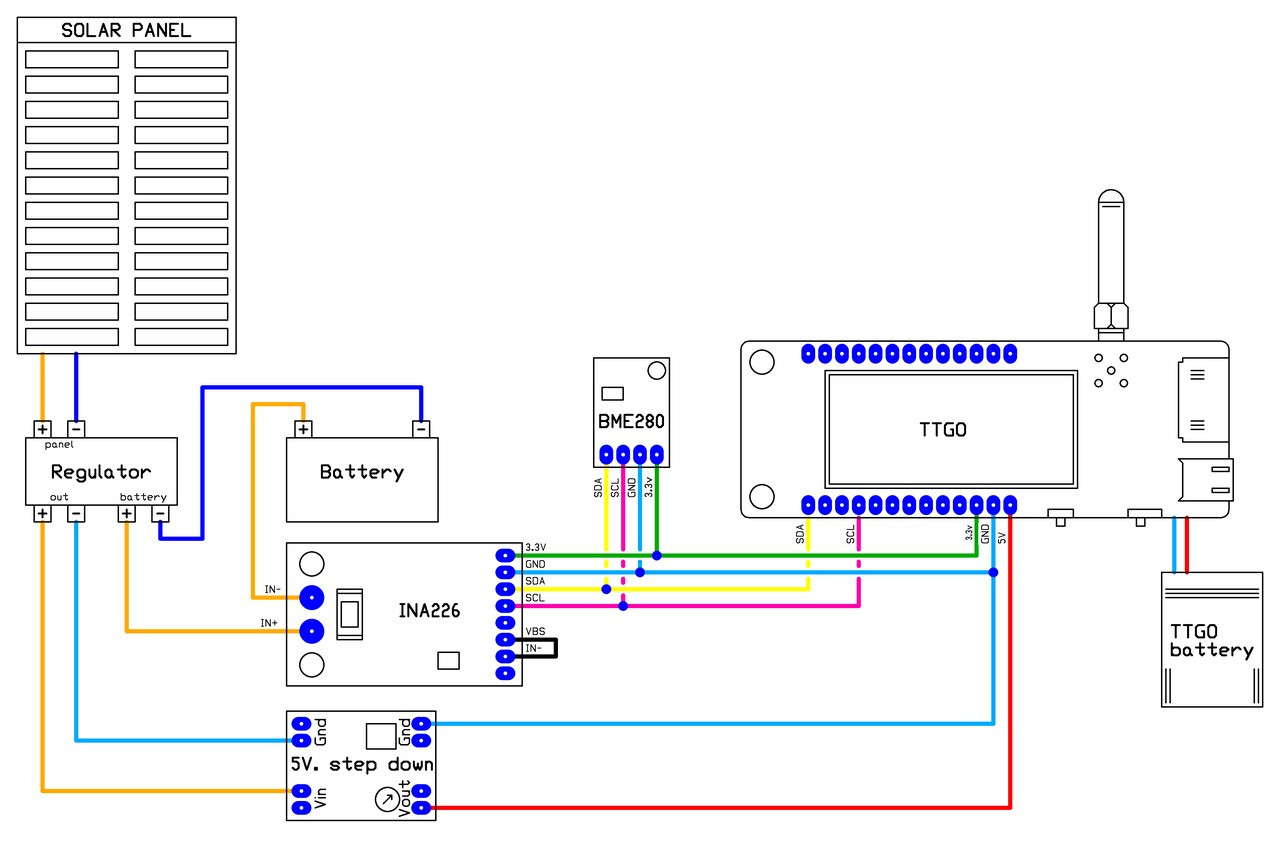 SOLAR PANEL
+ -
panel
Regulator
out battery
+ - + -
+ -
Battery
BME280
SDA SCL GND 3.3v
TTGO
SDA SCL 3.3v GND 5V
3.3V
GND
SDA
SCL
VBS
IN-
IN-
IN+
INA226
TTGO
battery
Gnd Gnd
5V. step down
Vin Vout